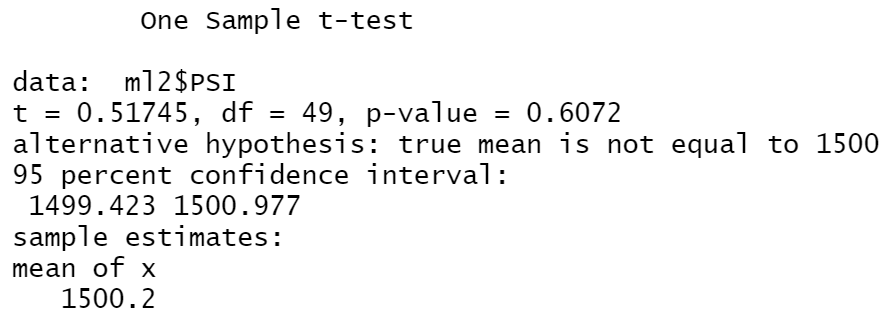 One Sample t-test
data:  ml2$PSI
t = 0.51745, df = 49, p-value = 0.6072
alternative hypothesis: true mean is not equal to 1500
95 percent confidence interval:
1499.423 1500.977
sample estimates:
mean of x
1500.2